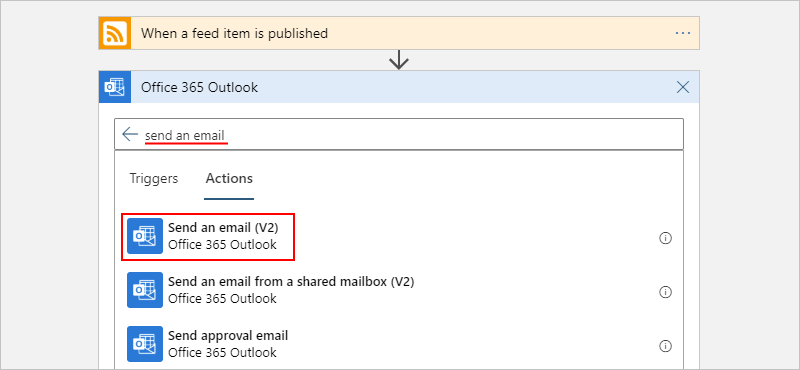 When a feed item is published
Office 365 Outlook
send an email
Triggers Actions
Send an email (V2)
Office 365 Outlook
Send an email from a shared mailbox (V2)
Office 365 Outlook
Send approval email
Office 365 Outlook